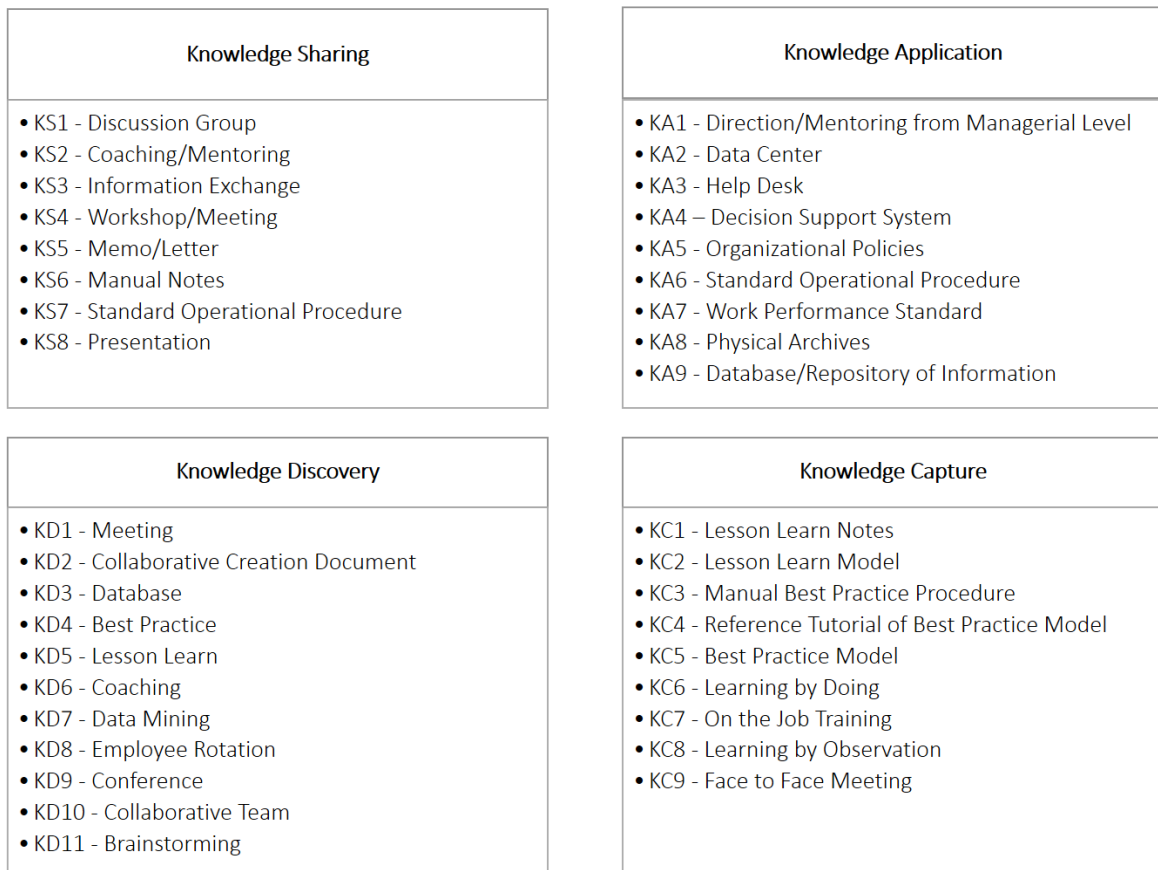 Knowledge Sharing
• KS1 - Discussion Group
• KS2 - Coaching/Mentoring
• KS3 - Information Exchange
• KS4 - Workshop/Meeting
• KS5 - Memo/Letter
• KS6 - Manual Notes
• KS7 - Standard Operational Procedure
• KS8 - Presentation
Knowledge Application
• KA1 - Direction/Mentoring from Managerial Level
• KA2 - Data Center
• KA3 - Help Desk
• KA4 – Decision Support System
• KA5 - Organizational Policies
• KA6 - Standard Operational Procedure
• KA7 - Work Performance Standard
• KA8 - Physical Archives
• KA9 - Database/Repository of Information
Knowledge Discovery
• KD1 - Meeting
• KD2 - Collaborative Creation Document
• KD3 - Database
• KD4 - Best Practice
• KD5 - Lesson Learn
• KD6 - Coaching
• KD7 - Data Mining
• KD8 - Employee Rotation
• KD9 - Conference
• KD10 - Collaborative Team
• KD11 - Brainstorming
Knowledge Capture
• KC1 - Lesson Learn Notes
• KC2 - Lesson Learn Model
• KC3 - Manual Best Practice Procedure
• KC4 - Reference Tutorial of Best Practice Model
• KC5 - Best Practice Model
• KC6 - Learning by Doing
• KC7 - On the Job Training
• KC8 - Learning by Observation
• KC9 - Face to Face Meeting